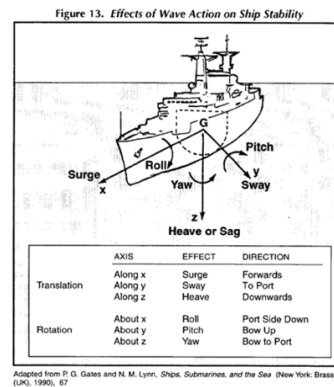 Figure 13. Effects of Wave Action on Ship Stability
G
Pitch
Roll
Surge
x
Yaw
y
Sway
z
Heave or Sag
AXIS EFFECT DIRECTION
Translation
Along x Surge Forwards
Along y Sway To Port
Along z Heave Downwards
Rotation
About x Roll Port Side Down
About y Pitch Bow Up
About z Yaw Bow to Port
Adapted from P. G. Gates and N. M. Lynn, Ships, Submarines, and the Sea (New York: Brass
(UK), 1990), 67